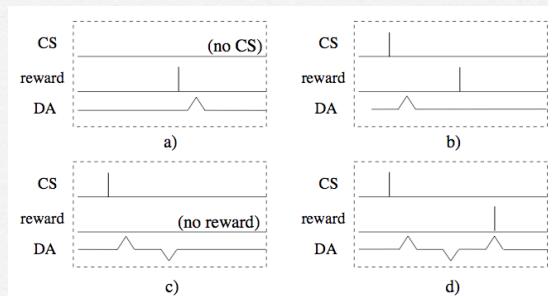 CS
(no CS)
reward
DA
a)
CS
reward
DA
b)
CS
reward
(no reward)
DA
c)
CS
reward
DA
d)